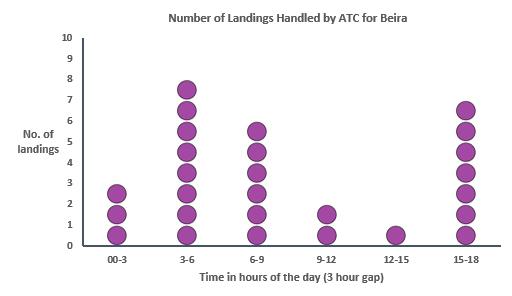 Number of Landings Handled by ATC for Beira
10
9
8
7
6
5
4
3
2
1
0
No. of
landings
00-3 3-6 6-9 9-12 12-15 15-18
Time in hours of the day (3 hour gap)